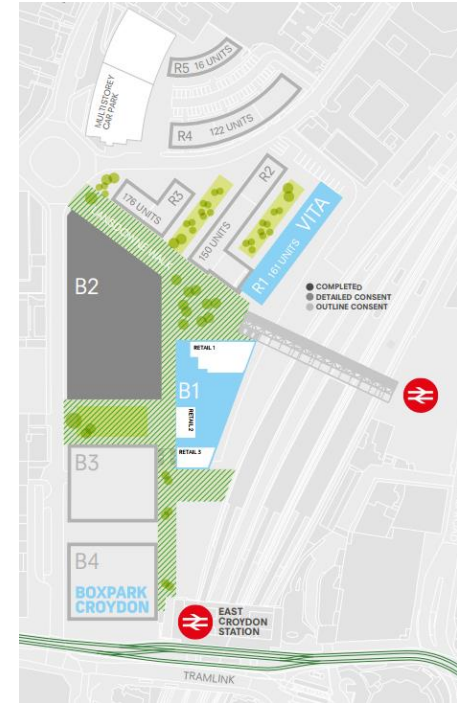 R5 16 UNITS
MULTISTOREY
CAR PARK
R4 122 UNITS
R3
176 UNITS
R2
150 UNITS
R1 161 UNITS VITA
COMPLETED
DETAILED CONSENT
OUTLINE CONSENT
B2
RETAIL 1
B1
RETAIL 2
RETAIL 3
B3
B4
BOXPARK
CROYDON
EAST
CROYDON
STATION
TRAMLINK